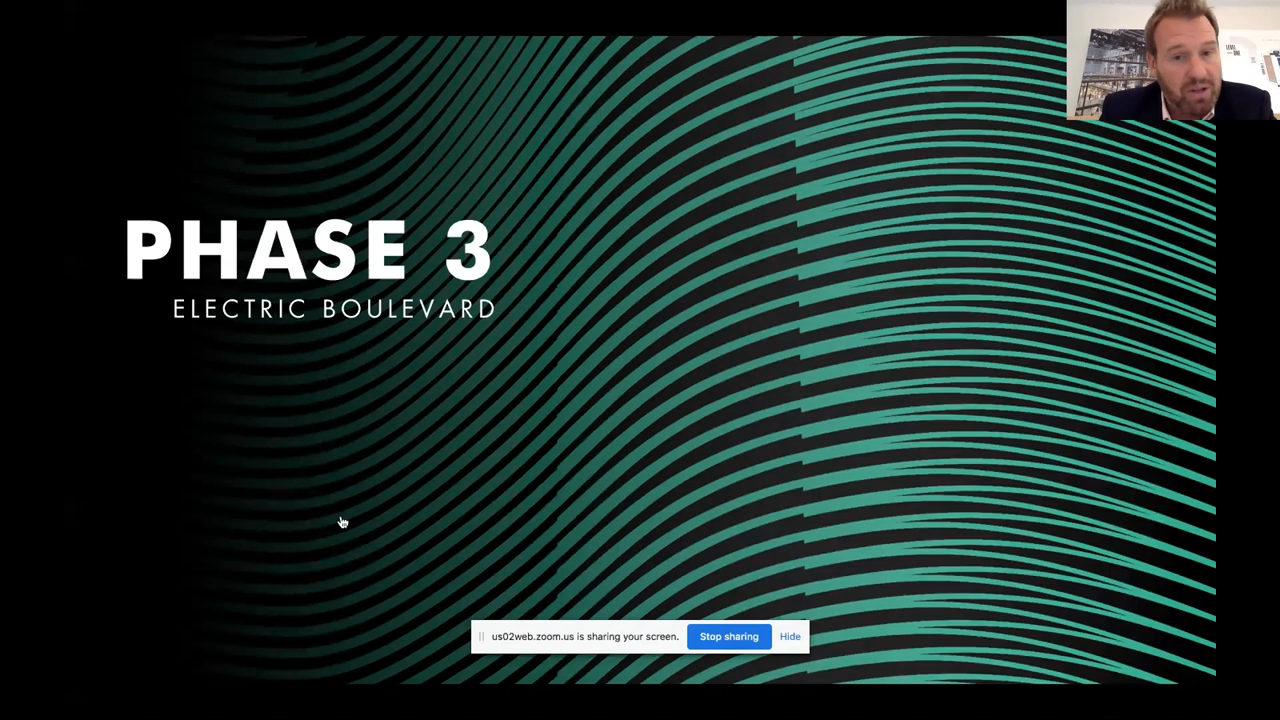 PHASE 3
ELECTRIC BOULEVARD
us02web.zoom.us is sharing your screen. Stop sharing Hide